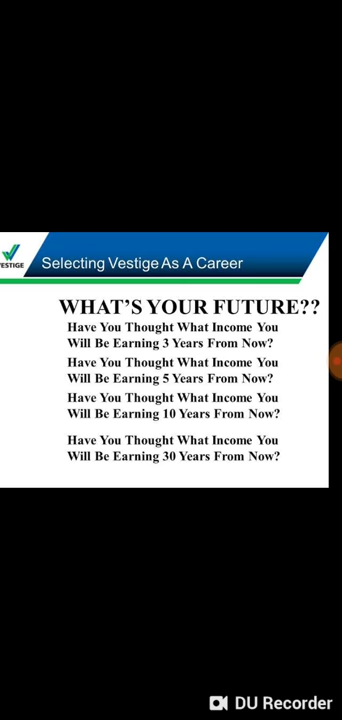 VESTIGE
Selecting Vestige As A Career
WHAT'S YOUR FUTURE??
Have You Thought What Income You
Will Be Earning 3 Years From Now?
Have You Thought What Income You
Will Be Earning 5 Years From Now?
Have You Thought What Income You
Will Be Earning 10 Years From Now?
Have You Thought What Income You
Will Be Earning 30 Years From Now?
DU Recorder